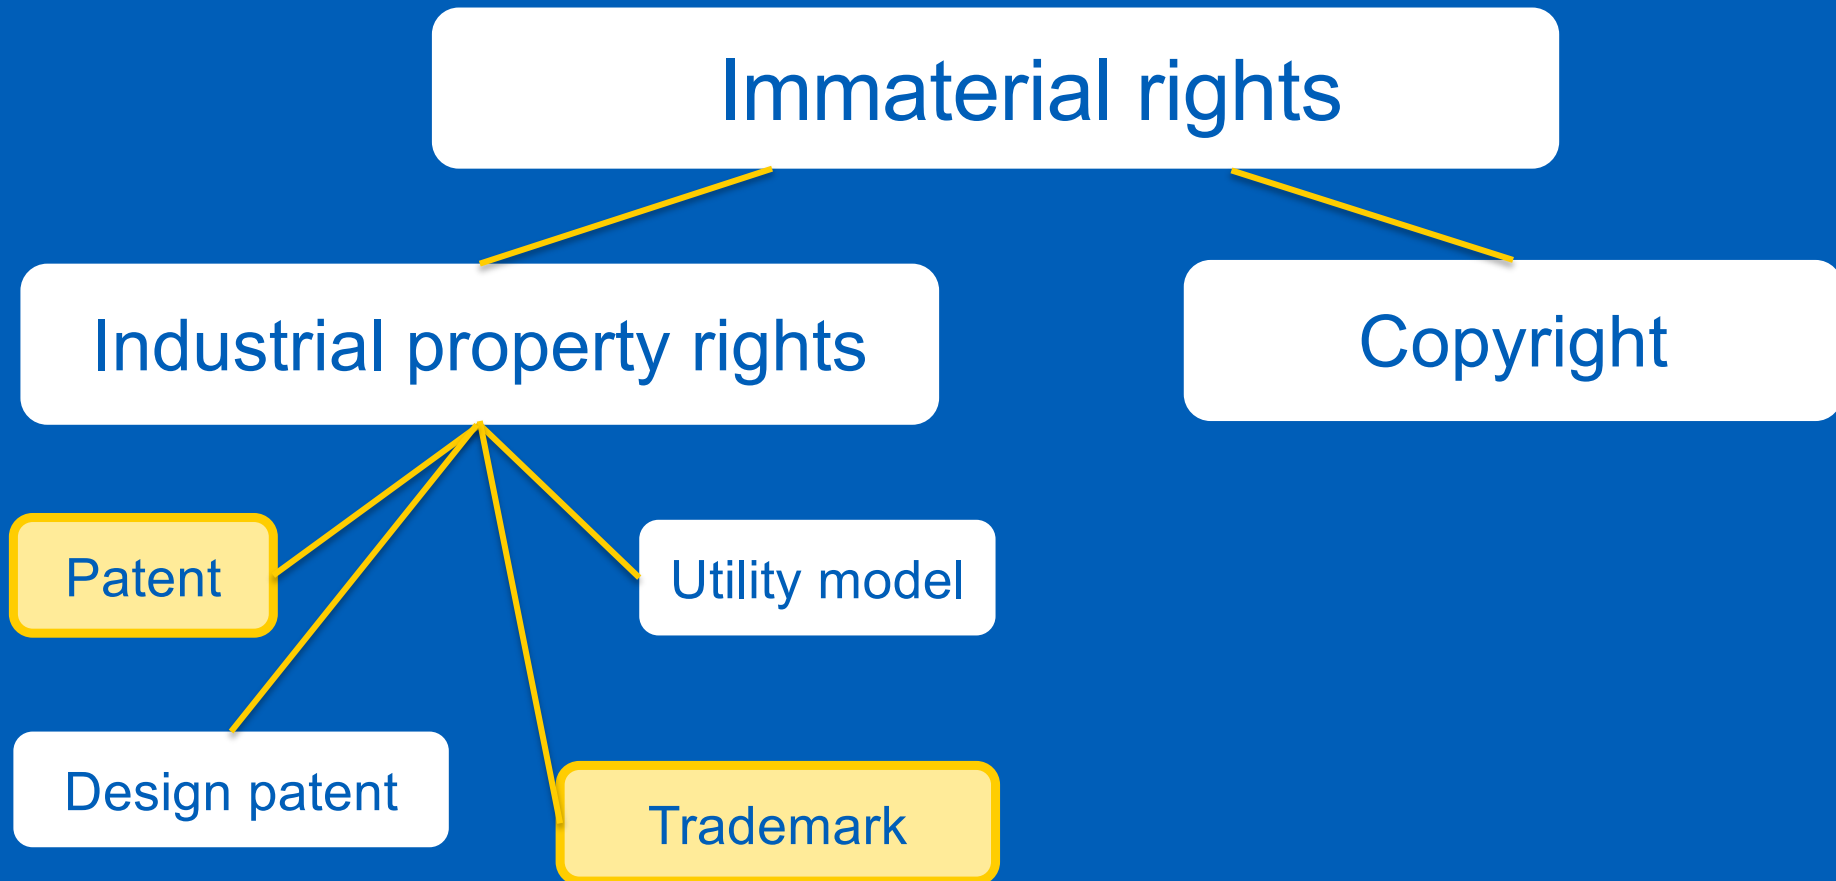 Immaterial rights
Industrial property rights
Copyright
Patent
Utility model
Design patent
Trademark